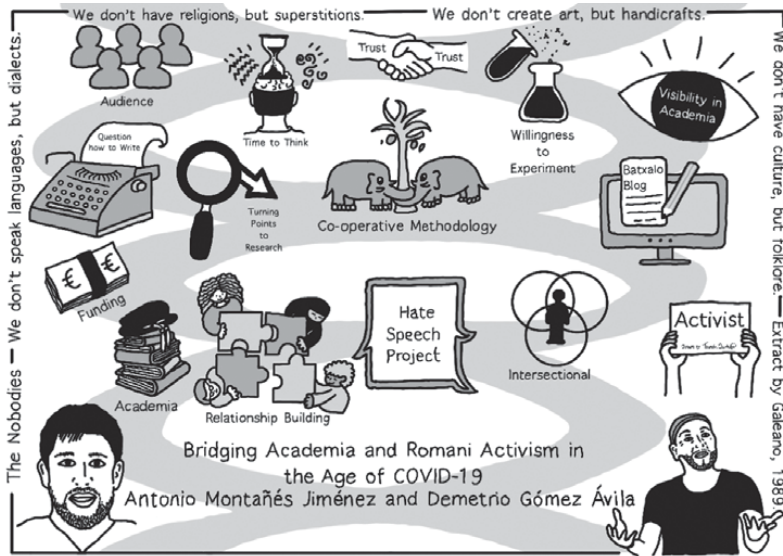 We don't have religions, but superstitions. — We don't create art, but handicrafts.
The Nobodies — We don't speak languages, but dialects.
We don't have culture, but folklore. — Extract by Galeano, 1989
Audience
Time to Think
Trust
Trust
Willingness
to
Experiment
Visibility in
Academia
Question
how to Write
Turning
Points
to
Research
Co-operative Methodology
Batxalo
Blog
€ €
Funding
Academia
Relationship Building
Hate
Speech
Project
Intersectional
Activist
Bridging Academia and Romani Activism in
the Age of COVID-19
Antonio Montañés Jiménez and Demetrio Gómez Ávila